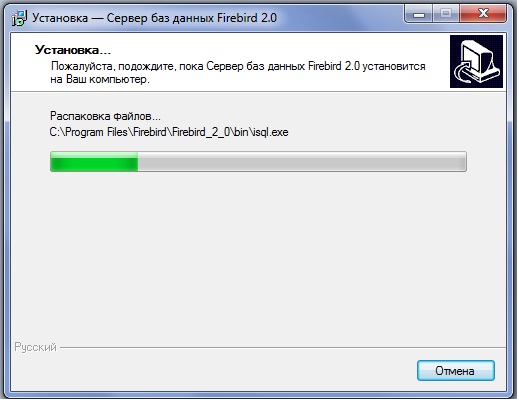 Установка — Сервер баз данных Firebird 2.0
Установка...
Пожалуйста, подождите, пока Сервер баз данных Firebird 2.0 установится
на Ваш компьютер.
Распаковка файлов...
C:\Program Files\Firebird\Firebird_2_0\bin\isql.exe
Русский
Отмена